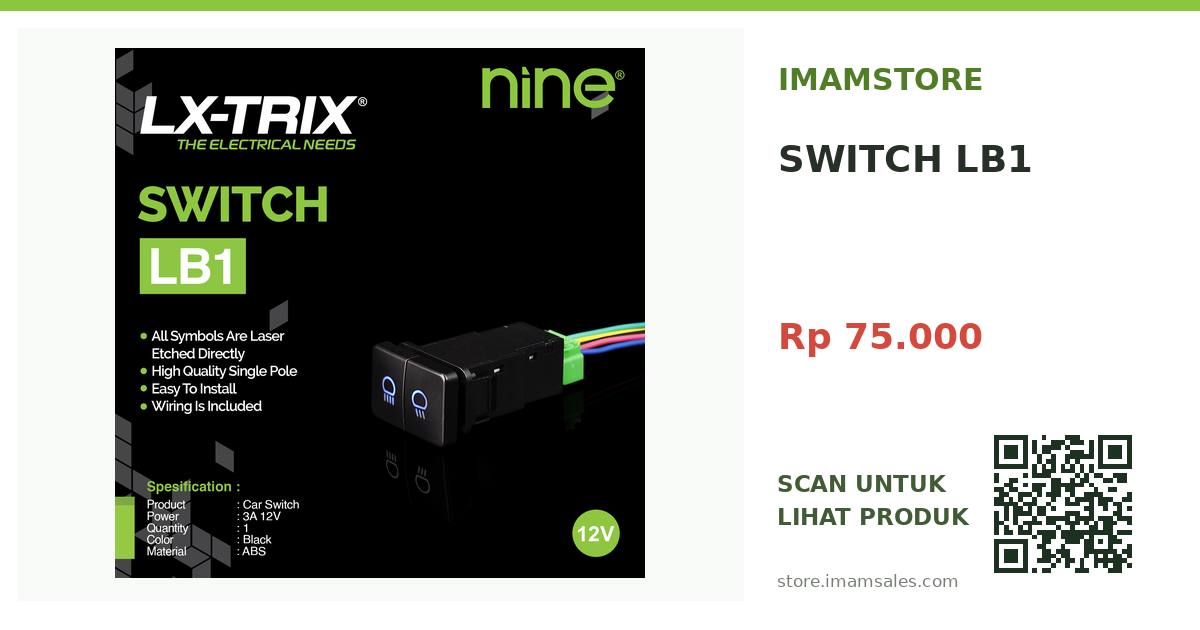 nine®
LX-TRIX®
THE ELECTRICAL NEEDS
SWITCH
LB1
All Symbols Are Laser
Etched Directly
High Quality Single Pole
Easy To Install
Wiring Is Included
Spesification :
Product : Car Switch
Power : 3A 12V
Quantity : 1
Color : Black
Material : ABS
12V
IMAMSTORE
SWITCH LB1
Rp 75.000
SCAN UNTUK
LIHAT PRODUK
store.imamsales.com